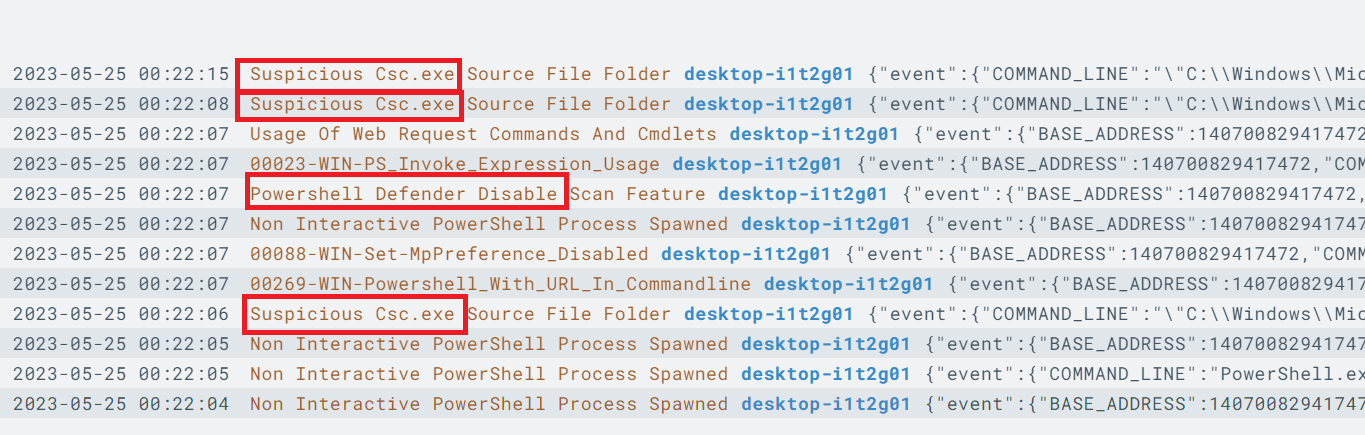 2023-05-25 00:22:15 Suspicious Csc.exe Source File Folder desktop-i1t2g01 {"event":{"COMMAND_LINE":"\"C:\\Windows\\Mic
2023-05-25 00:22:08 Suspicious Csc.exe Source File Folder desktop-i1t2g01 {"event":{"COMMAND_LINE":"\"C:\\Windows\\Mic
2023-05-25 00:22:07 Usage Of Web Request Commands And Cmdlets desktop-i1t2g01 {"event":{"BASE_ADDRESS":140700829417472
2023-05-25 00:22:07 00023-WIN-PS_Invoke_Expression_Usage desktop-i1t2g01 {"event":{"BASE_ADDRESS":140700829417472,"COM
2023-05-25 00:22:07 Powershell Defender Disable Scan Feature desktop-i1t2g01 {"event":{"BASE_ADDRESS":140700829417472,
2023-05-25 00:22:07 Non Interactive PowerShell Process Spawned desktop-i1t2g01 {"event":{"BASE_ADDRESS":14070082941747
2023-05-25 00:22:07 00088-WIN-Set-MpPreference_Disabled desktop-i1t2g01 {"event":{"BASE_ADDRESS":140700829417472,"COMM
2023-05-25 00:22:07 00269-WIN-Powershell_With_URL_In_Commandline desktop-i1t2g01 {"event":{"BASE_ADDRESS":140700829417
2023-05-25 00:22:06 Suspicious Csc.exe Source File Folder desktop-i1t2g01 {"event":{"COMMAND_LINE":"\"C:\\Windows\\Mic
2023-05-25 00:22:05 Non Interactive PowerShell Process Spawned desktop-i1t2g01 {"event":{"BASE_ADDRESS":14070082941747
2023-05-25 00:22:05 Non Interactive PowerShell Process Spawned desktop-i1t2g01 {"event":{"COMMAND_LINE":"PowerShell.ex
2023-05-25 00:22:04 Non Interactive PowerShell Process Spawned desktop-i1t2g01 {"event":{"BASE_ADDRESS":14070082941747